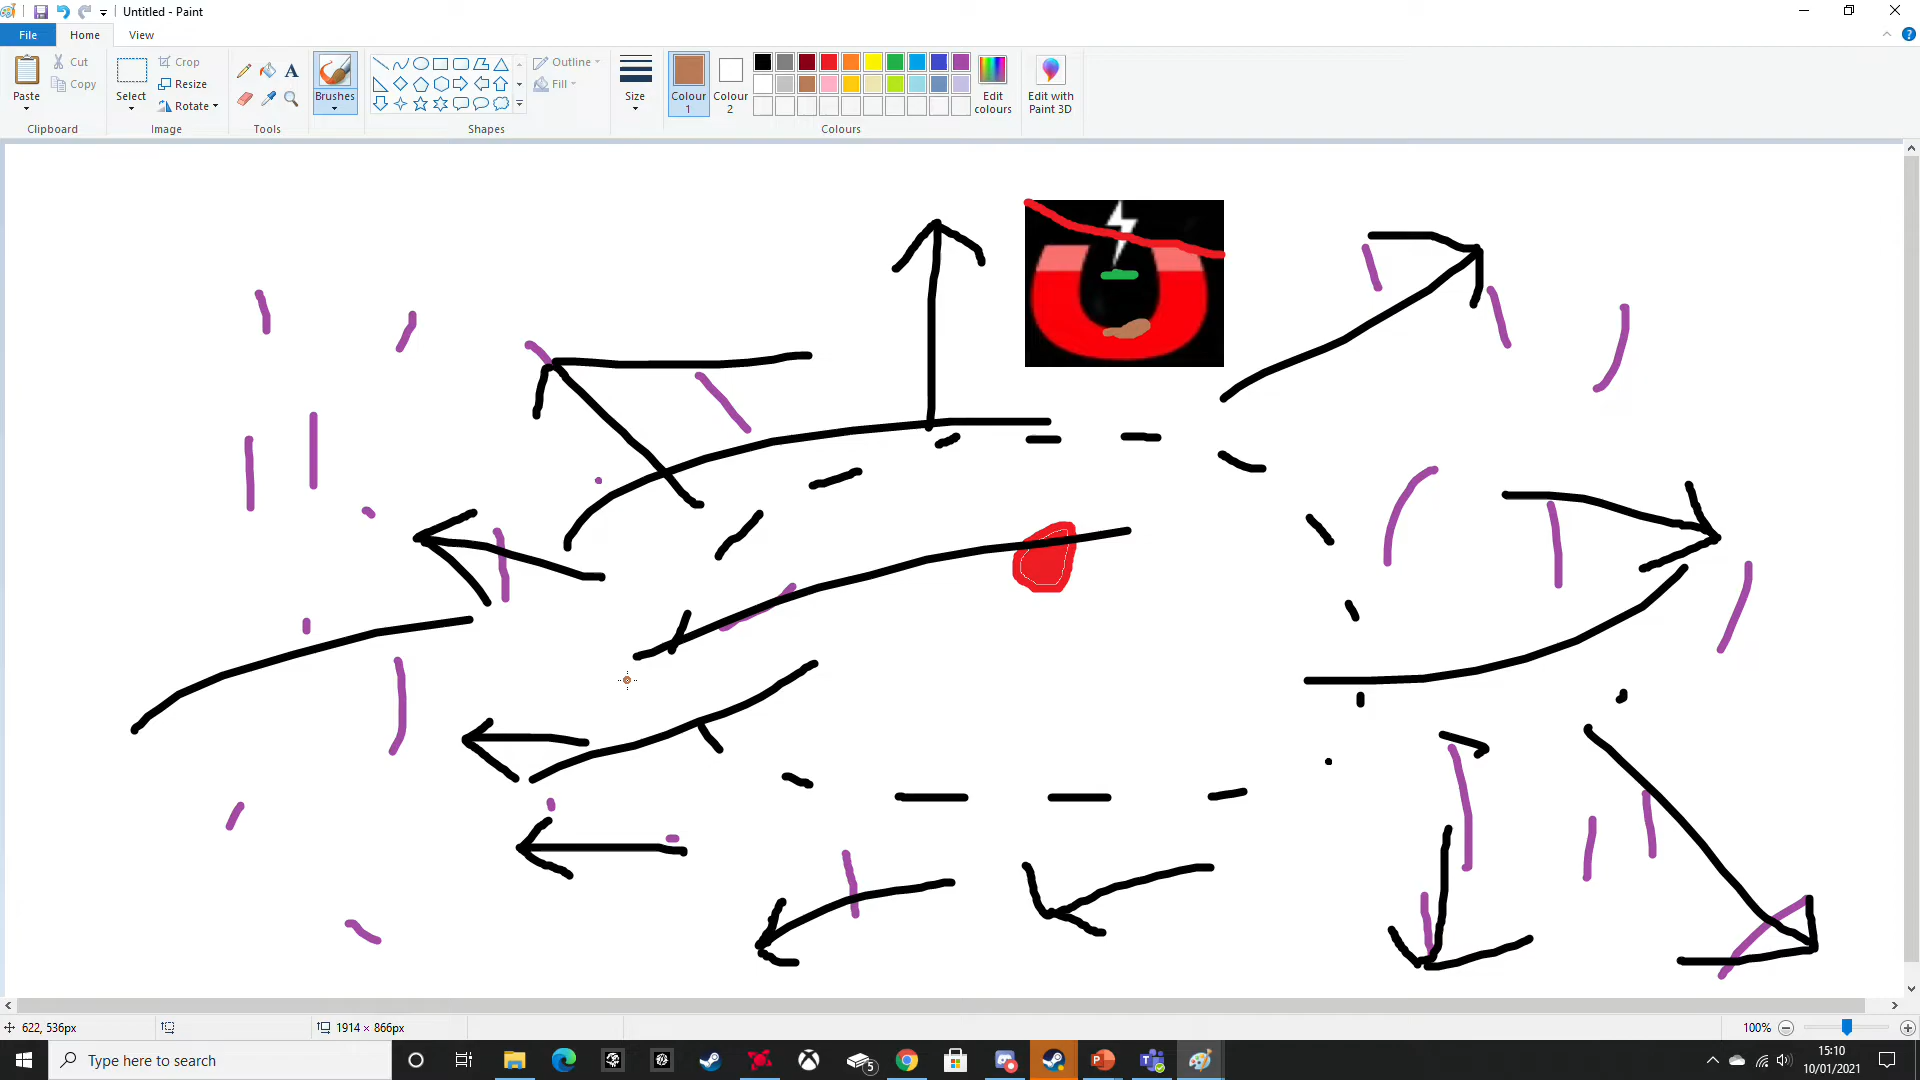 Untitled - Paint
File Home View
Paste
Cut
Copy
Clipboard
Select
Crop
Resize
Rotate
Image
Tools
Brushes
Outline
Fill
Shapes
Size
Colour 1
Colour 2
Edit colours
Edit with Paint 3D
Colours
622, 536px
1914 × 866px
100%
Type here to search
5
15:10
10/01/2021